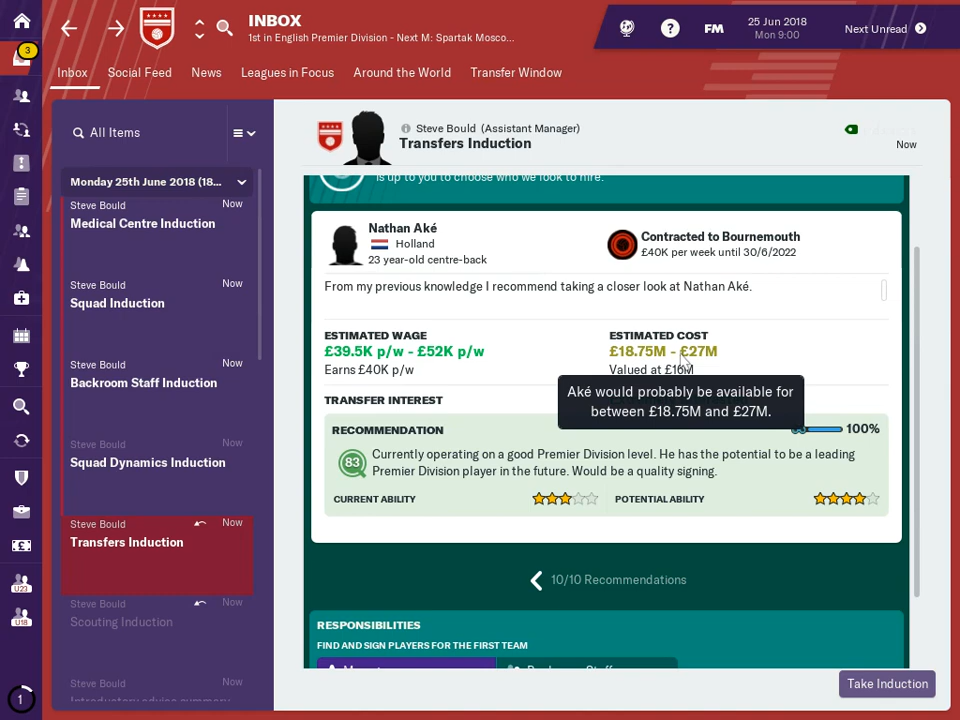 INBOX
1st in English Premier Division - Next M: Spartak Mosco...
? FM 25 Jun 2018
Mon 9:00
Next Unread
3
Inbox Social Feed News Leagues in Focus Around the World Transfer Window
All Items
Monday 25th June 2018 (18...
Steve Bould Now
Medical Centre Induction
Steve Bould Now
Squad Induction
Steve Bould Now
Backroom Staff Induction
Steve Bould Now
Squad Dynamics Induction
Steve Bould Now
Transfers Induction
Steve Bould Now
Scouting Induction
Steve Bould Now
Introductory advice summary
U23
U18
1
Steve Bould (Assistant Manager)
Transfers Induction
Now
is up to you to choose who we look to hire.
Nathan Aké
Holland
23 year-old centre-back
Contracted to Bournemouth
£40K per week until 30/6/2022
From my previous knowledge I recommend taking a closer look at Nathan Aké.
ESTIMATED WAGE
£39.5K p/w - £52K p/w
Earns £40K p/w
ESTIMATED COST
£18.75M - £27M
Valued at £16M
Aké would probably be available for
between £18.75M and £27M.
TRANSFER INTEREST
RECOMMENDATION 100%
83
Currently operating on a good Premier Division level. He has the potential to be a leading
Premier Division player in the future. Would be a quality signing.
CURRENT ABILITY POTENTIAL ABILITY
10/10 Recommendations
RESPONSIBILITIES
FIND AND SIGN PLAYERS FOR THE FIRST TEAM
Take Induction